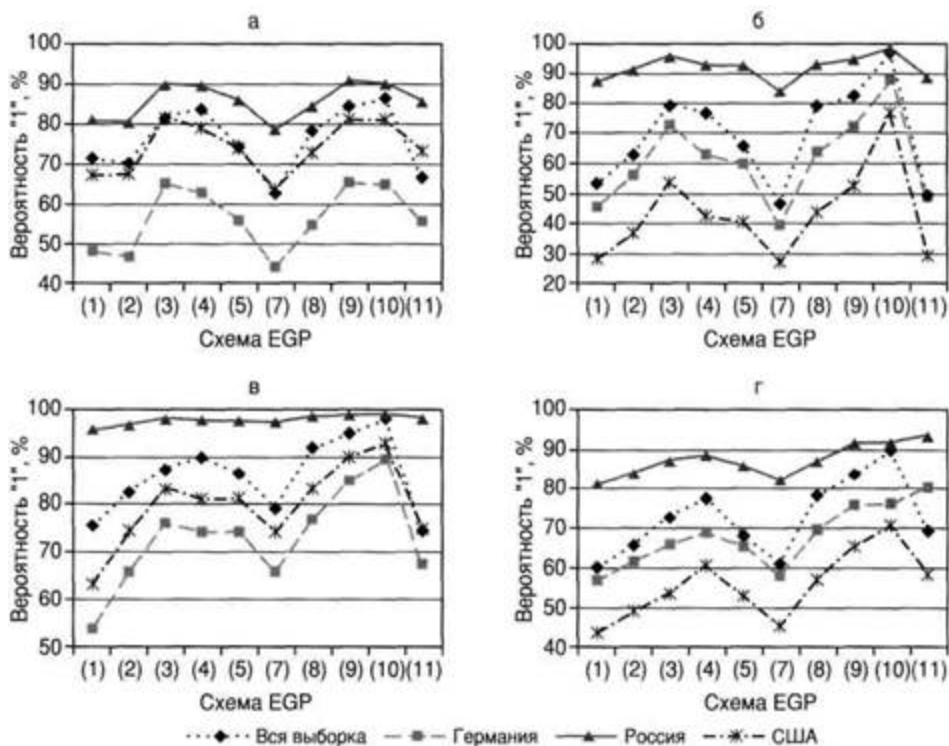 а
Вероятность "1", %
100
90
80
70
60
50
40
(1) (2) (3) (4) (5) (7) (8) (9) (10) (11)
Схема EGP
б
Вероятность "1", %
100
90
80
70
60
50
40
30
20
(1) (2) (3) (4) (5) (7) (8) (9) (10) (11)
Схема EGP
в
Вероятность "1", %
100
90
80
70
60
50
(1) (2) (3) (4) (5) (7) (8) (9) (10) (11)
Схема EGP
г
Вероятность "1", %
100
90
80
70
60
50
40
(1) (2) (3) (4) (5) (7) (8) (9) (10) (11)
Схема EGP
Вся выборка Германия Россия США